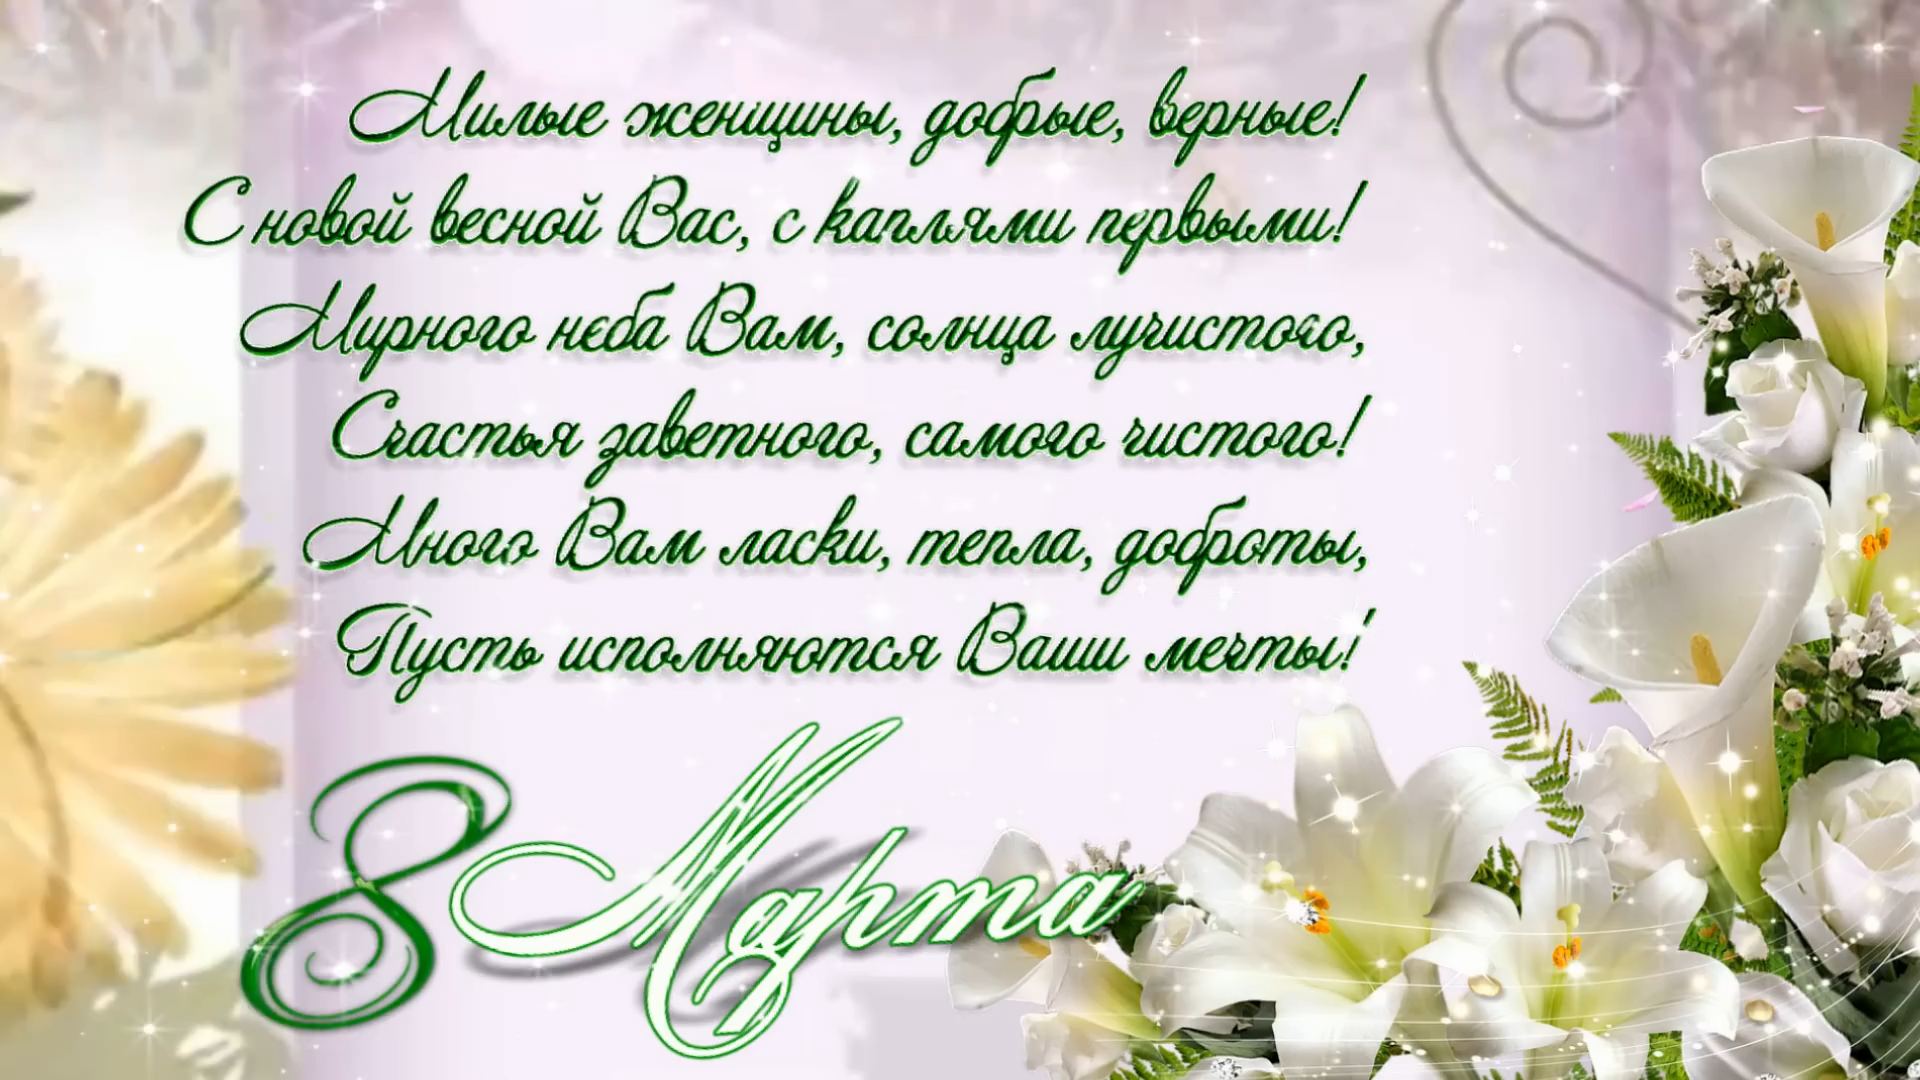 Милые женщины, добрые, верные!
С новой весной Вас, с каплями первыми!
Мирного неба Вам, солнца лучистого,
Счастья заветного, самого чистого!
Много Вам ласки, тепла, доброты,
Пусть исполняются Ваши мечты!
8 Марта